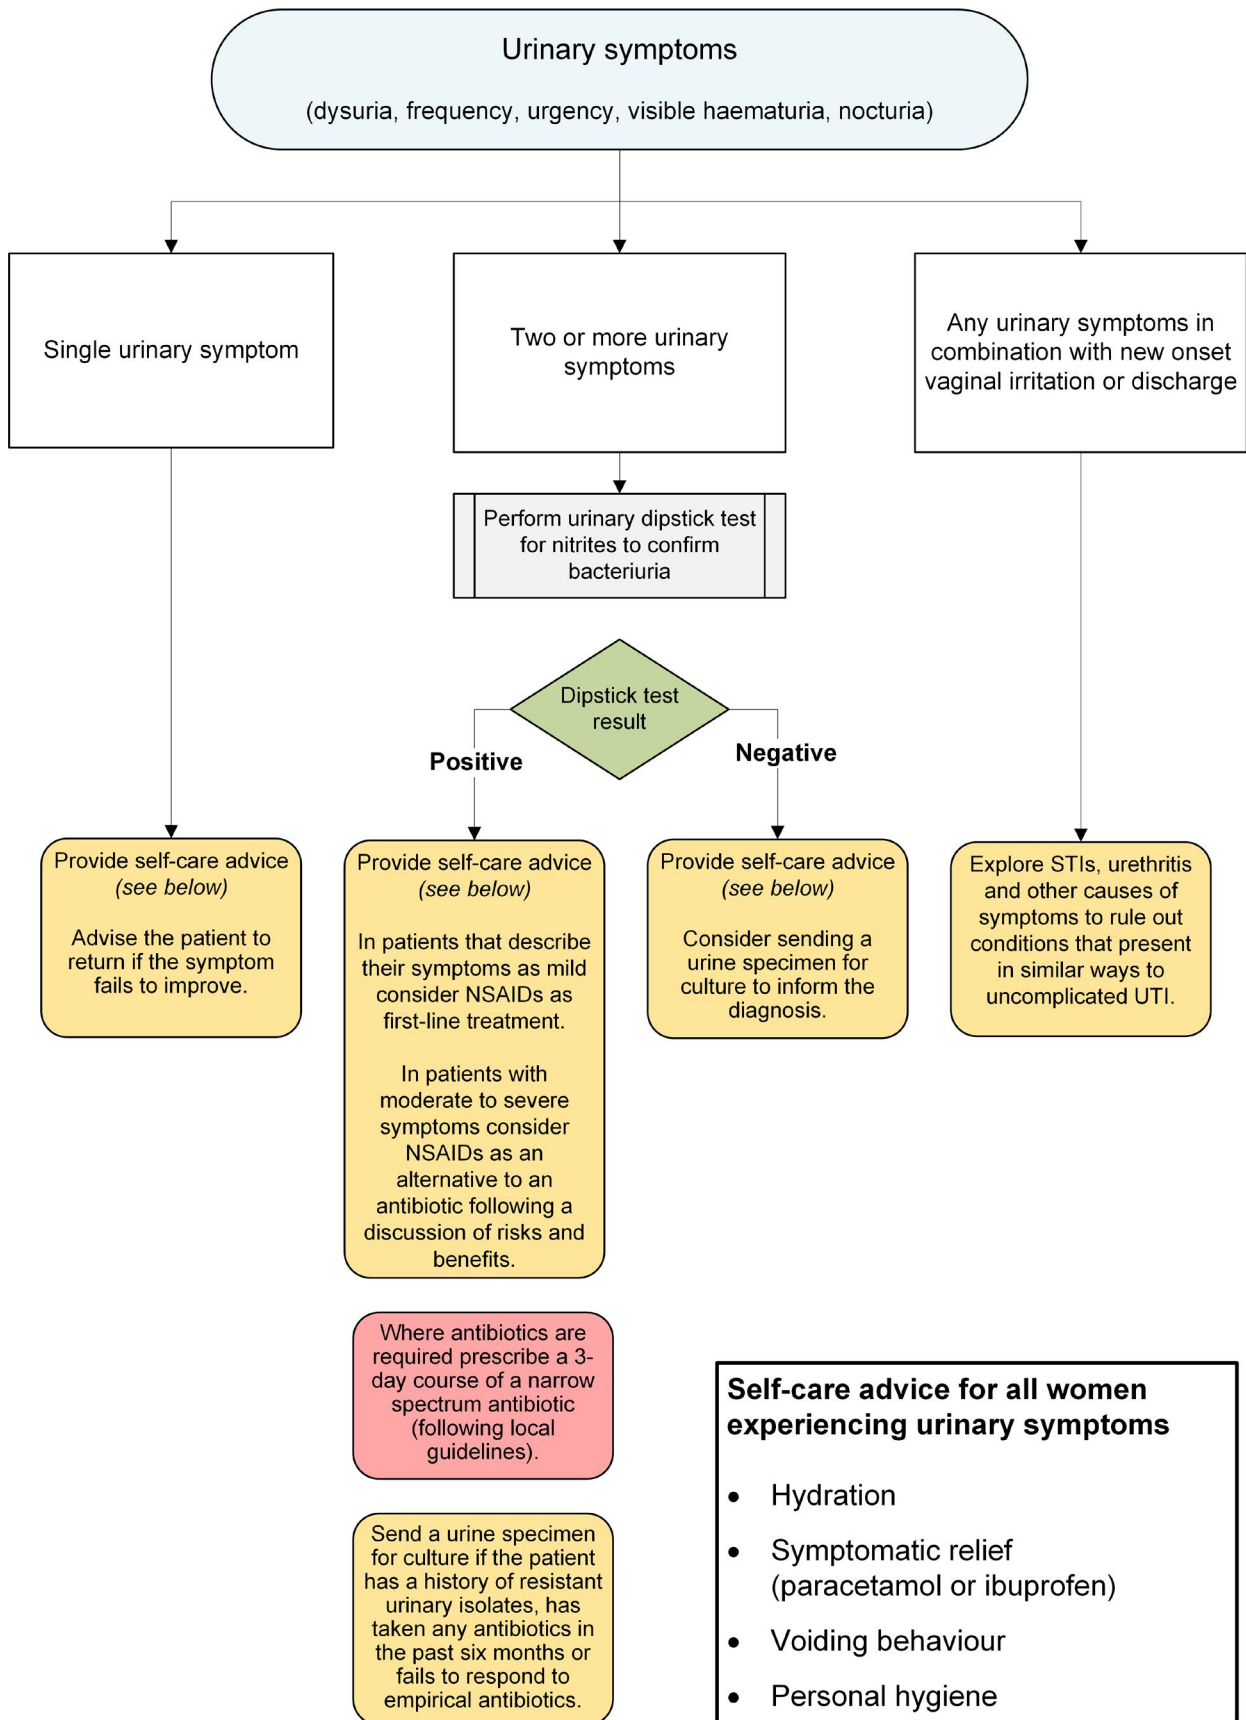 Urinary symptoms
(dysuria, frequency, urgency, visible haematuria, nocturia)
Single urinary symptom
Two or more urinary
symptoms
Any urinary symptoms in
combination with new onset
vaginal irritation or discharge
Perform urinary dipstick test
for nitrites to confirm
bacteriuria
Dipstick test
result
Positive
Negative
Provide self-care advice
(see below)
Advise the patient to
return if the symptom
fails to improve.
Provide self-care advice
(see below)
In patients that describe
their symptoms as mild
consider NSAIDs as
first-line treatment.
In patients with
moderate to severe
symptoms consider
NSAIDs as an
alternative to an
antibiotic following a
discussion of risks and
benefits.
Provide self-care advice
(see below)
Consider sending a
urine specimen for
culture to inform the
diagnosis.
Explore STIs, urethritis
and other causes of
symptoms to rule out
conditions that present
in similar ways to
uncomplicated UTI.
Where antibiotics are
required prescribe a 3-
day course of a narrow
spectrum antibiotic
(following local
guidelines).
Send a urine specimen
for culture if the patient
has a history of resistant
urinary isolates, has
taken any antibiotics in
the past six months or
fails to respond to
empirical antibiotics.
Self-care advice for all women
experiencing urinary symptoms
• Hydration
• Symptomatic relief
(paracetamol or ibuprofen)
• Voiding behaviour
• Personal hygiene